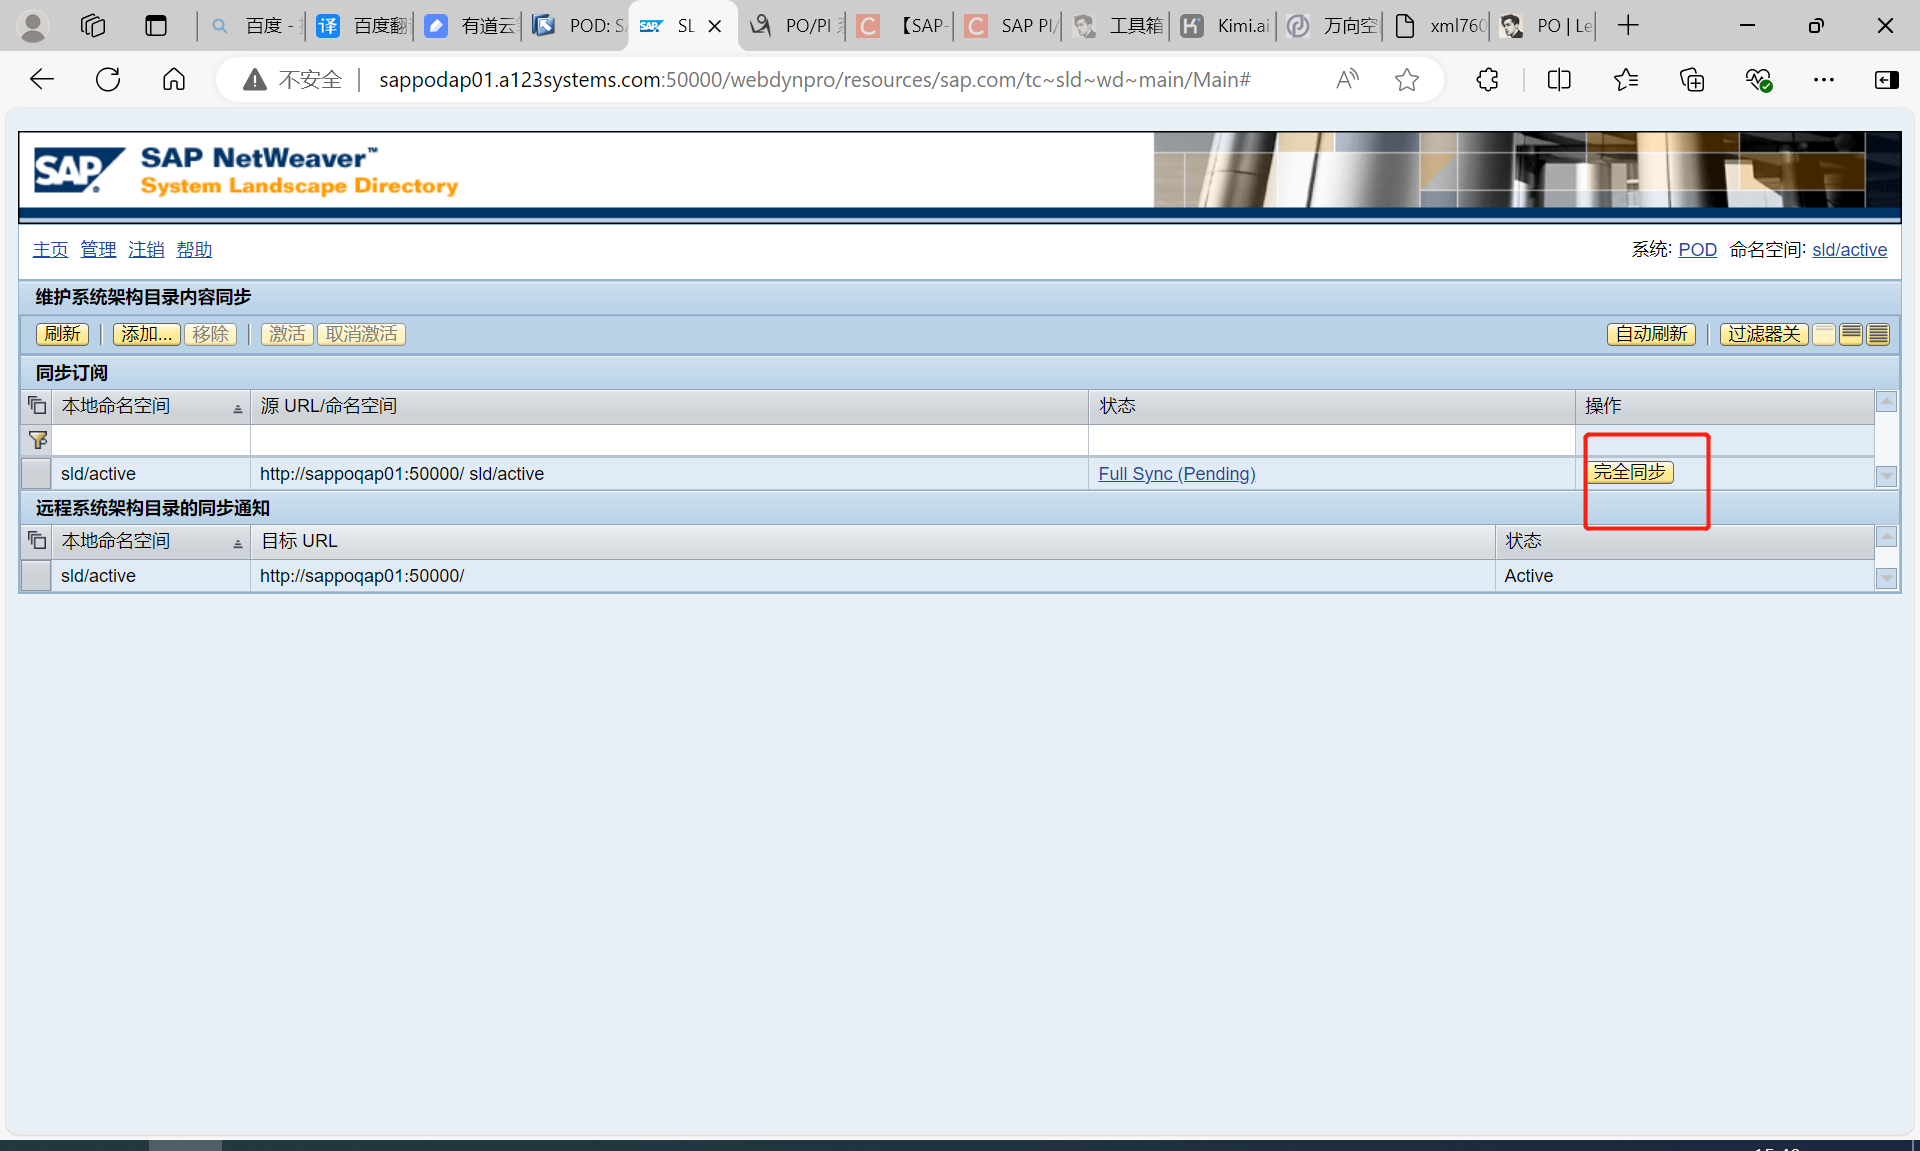 百度 -
译 百度翻
有道云
POD: S
SL
PO/PI
【SAP-
SAP PI/
工具箱
Kimi.ai
万向空
xml760
PO | Le
不安全
sappodap01.a123systems.com:50000/webdynpro/resources/sap.com/tc~sld~wd~main/Main#
SAP
SAP NetWeaver™
System Landscape Directory
主页 管理 注销 帮助
系统: POD 命名空间: sld/active
维护系统架构目录内容同步
刷新 添加... 移除 激活 取消激活 自动刷新 过滤器关
同步订阅
本地命名空间 源 URL/命名空间 状态 操作
sld/active http://sappoqap01:50000/ sld/active Full Sync (Pending) 完全同步
远程系统架构目录的同步通知
本地命名空间 目标 URL 状态
sld/active http://sappoqap01:50000/ Active